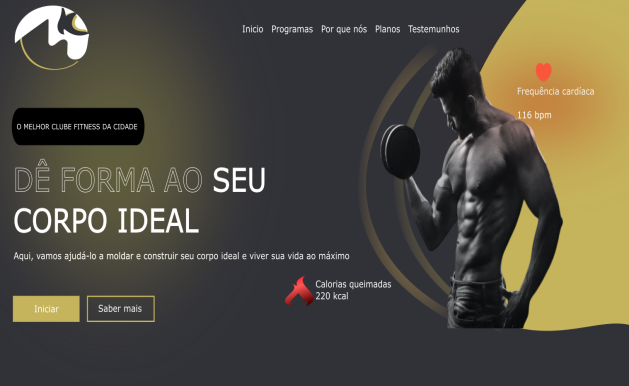 Inicio Programas Por que nós Planos Testemunhos
Frequência cardíaca
116 bpm
O MELHOR CLUBE FITNESS DA CIDADE
DÊ FORMA AO SEU
CORPO IDEAL
Aqui, vamos ajudá-lo a moldar e construir seu corpo ideal e viver sua vida ao máximo
Calorias queimadas
220 kcal
Iniciar Saber mais